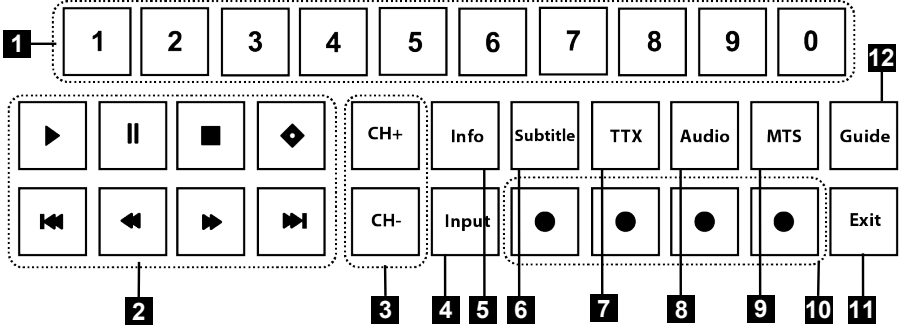 1 1 2 3 4 5 6 7 8 9 0
12
CH+ Info Subtitle TTX Audio MTS Guide
CH- Input Exit
2 3 4 5 6 7 8 9 10 11